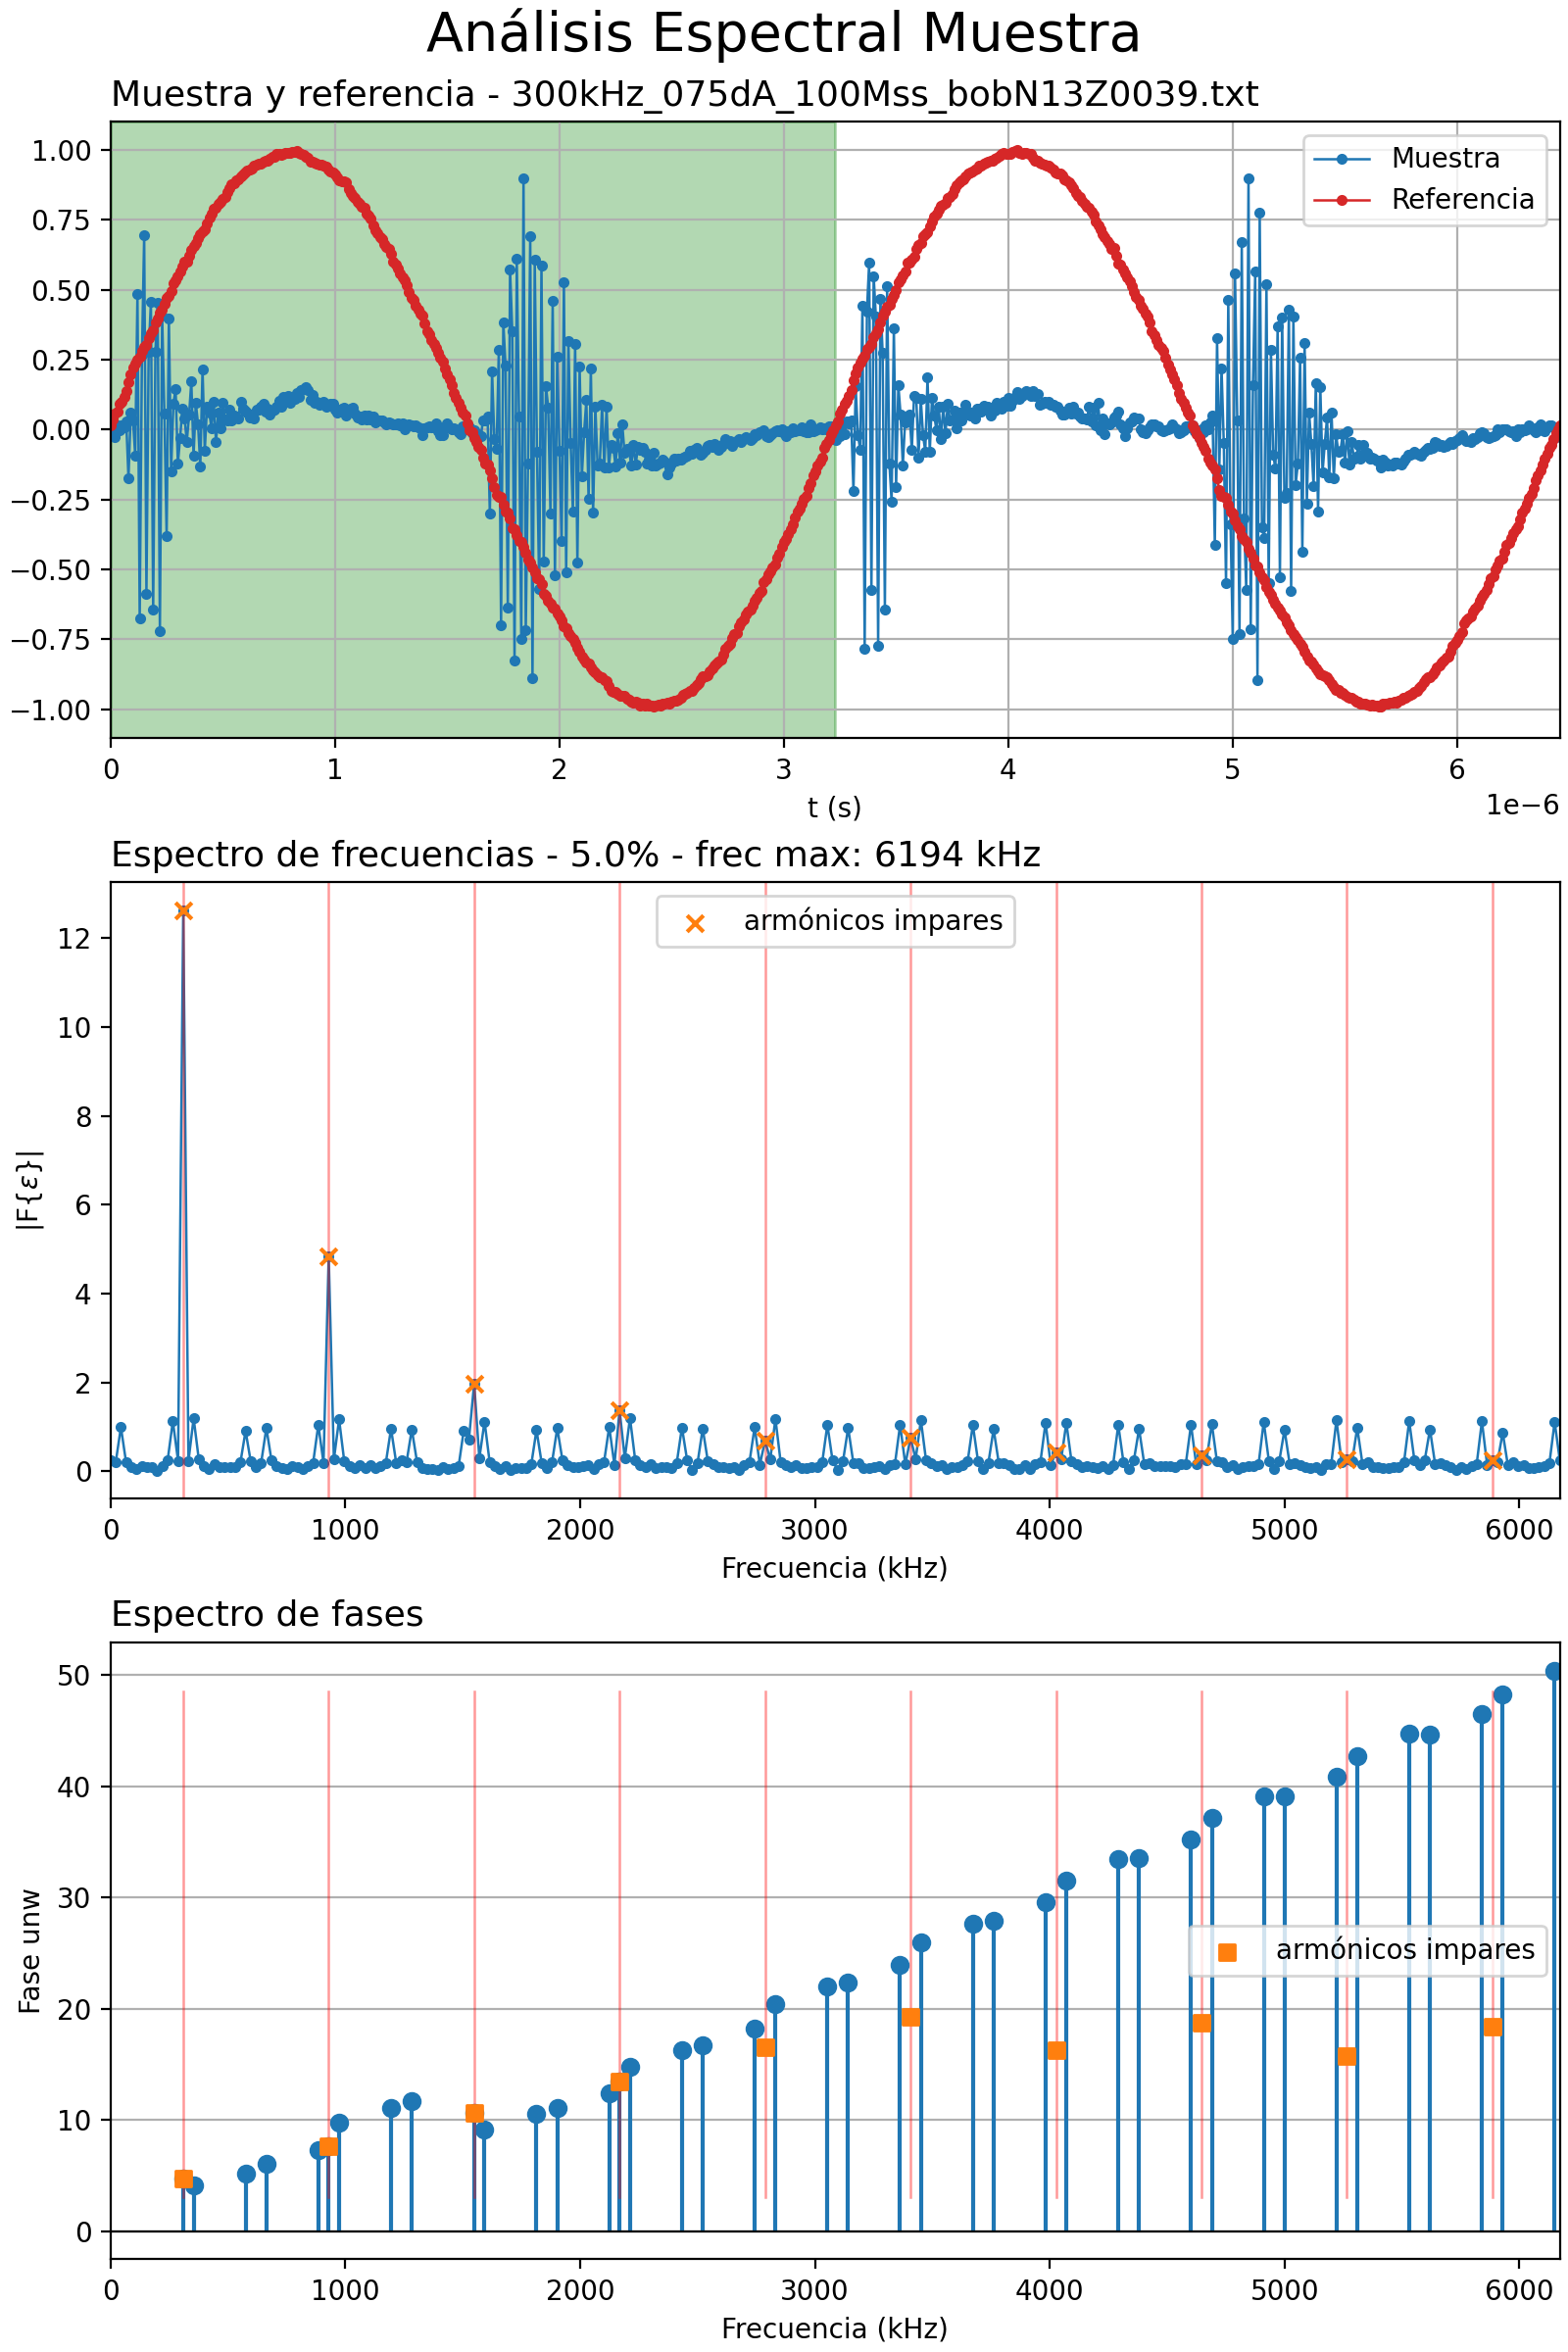 Análisis Espectral Muestra
Muestra y referencia - 300kHz_075dA_100Mss_bobN13Z0039.txt
1.00
0.75
0.50
0.25
0.00
−0.25
−0.50
−0.75
−1.00
Muestra
Referencia
0 1 2 3 4 5 6
t (s)
1e−6
Espectro de frecuencias - 5.0% - frec max: 6194 kHz
armónicos impares
|F{ε}|
12
10
8
6
4
2
0
0 1000 2000 3000 4000 5000 6000
Frecuencia (kHz)
Espectro de fases
Fase unw
50
40
30
20
10
0
armónicos impares
0 1000 2000 3000 4000 5000 6000
Frecuencia (kHz)